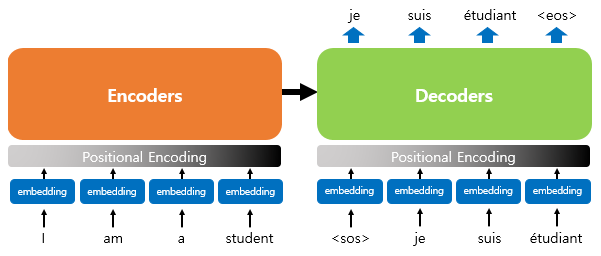 je suis étudiant <eos>
Encoders
Decoders
Positional Encoding
Positional Encoding
embedding embedding embedding embedding
embedding embedding embedding embedding
I am a student
<sos> je suis étudiant